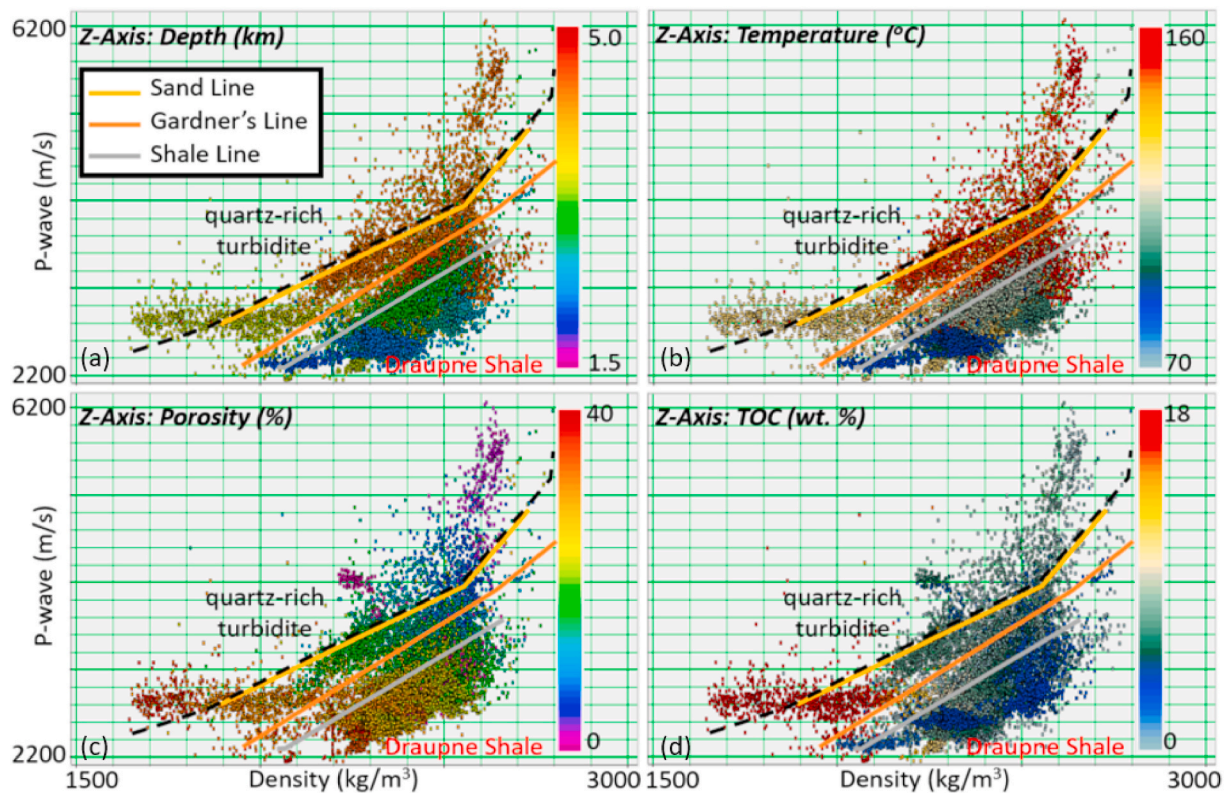 6200
Z-Axis: Depth (km)
5.0
Sand Line
Gardner's Line
Shale Line
P-wave (m/s)
quartz-rich
turbidite
(a)
Draupne Shale
1.5
2200
Z-Axis: Temperature (°C)
160
quartz-rich
turbidite
(b)
Draupne Shale
70
6200
Z-Axis: Porosity (%)
40
P-wave (m/s)
quartz-rich
turbidite
(c)
Draupne Shale
0
2200
1500
Density (kg/m³)
3000
Z-Axis: TOC (wt. %)
18
quartz-rich
turbidite
(d)
Draupne Shale
0
1500
Density (kg/m³)
3000